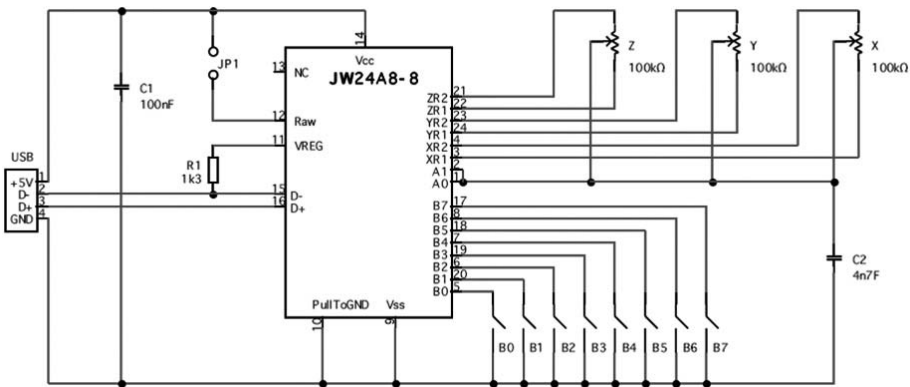 14
Vcc
JW24A8-8
13
NC
JP1
C1
100nF
12
Raw
11
VREG
R1
1k3
USB
+5V
1
D-
2
D+
3
GND
4
15
D-
16
D+
PullToGND
10
Vss
9
ZR2
21
ZR1
22
YR2
23
YR1
24
XR2
4
XR1
3
A1
2
A0
1
B7
17
B6
8
B5
18
B4
7
B3
19
B2
6
B1
20
B0
5
Z
100kΩ
Y
100kΩ
X
100kΩ
C2
4n7F
B0
B1
B2
B3
B4
B5
B6
B7